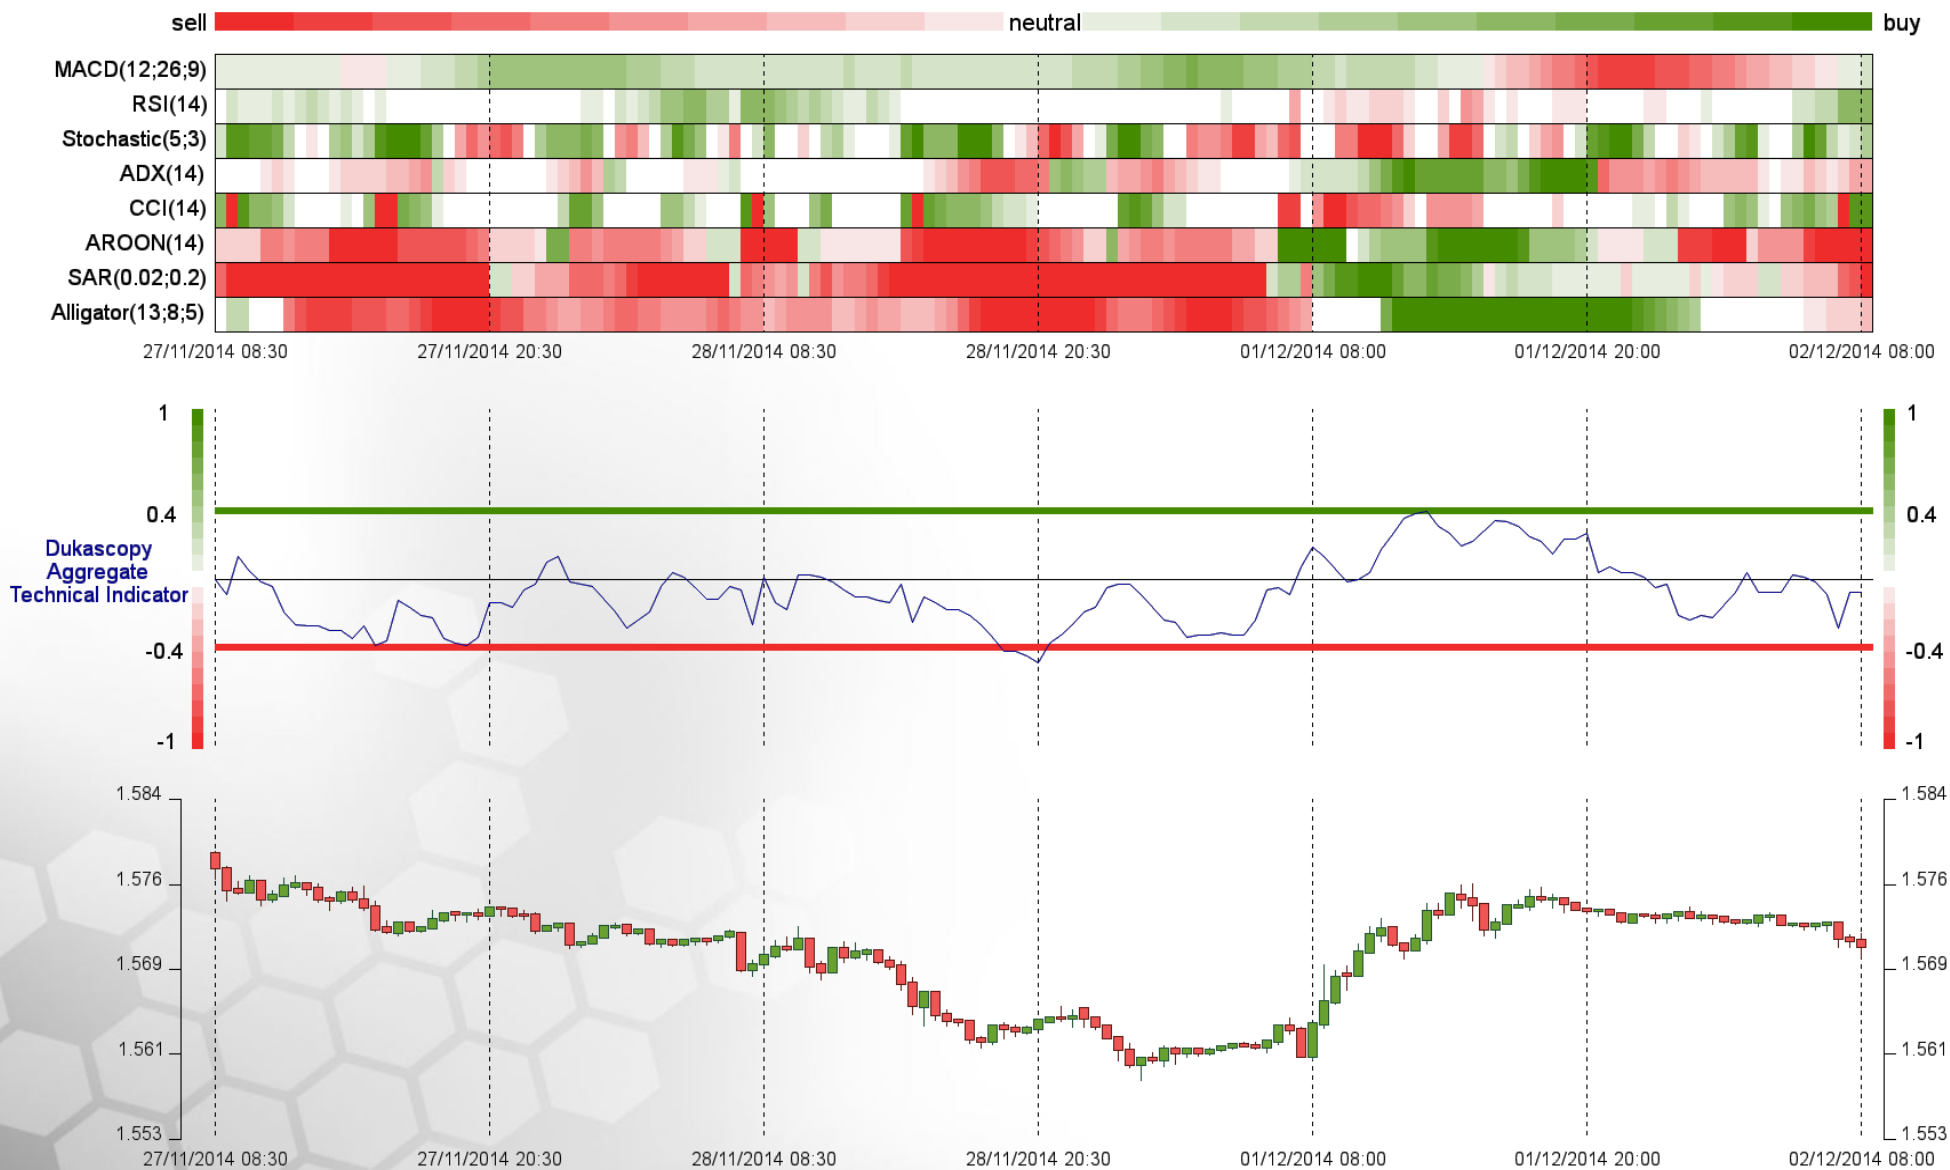 sell neutral buy
MACD(12;26;9)
RSI(14)
Stochastic(5;3)
ADX(14)
CCI(14)
AROON(14)
SAR(0.02;0.2)
Alligator(13;8;5)
27/11/2014 08:30 27/11/2014 20:30 28/11/2014 08:30 28/11/2014 20:30 01/12/2014 08:00 01/12/2014 20:00 02/12/2014 08:00
1 1
0.4 0.4
Dukascopy
Aggregate
Technical Indicator
-0.4 -0.4
-1 -1
1.584 1.584
1.576 1.576
1.569 1.569
1.561 1.561
1.553 1.553
27/11/2014 08:30 27/11/2014 20:30 28/11/2014 08:30 28/11/2014 20:30 01/12/2014 08:00 01/12/2014 20:00 02/12/2014 08:00